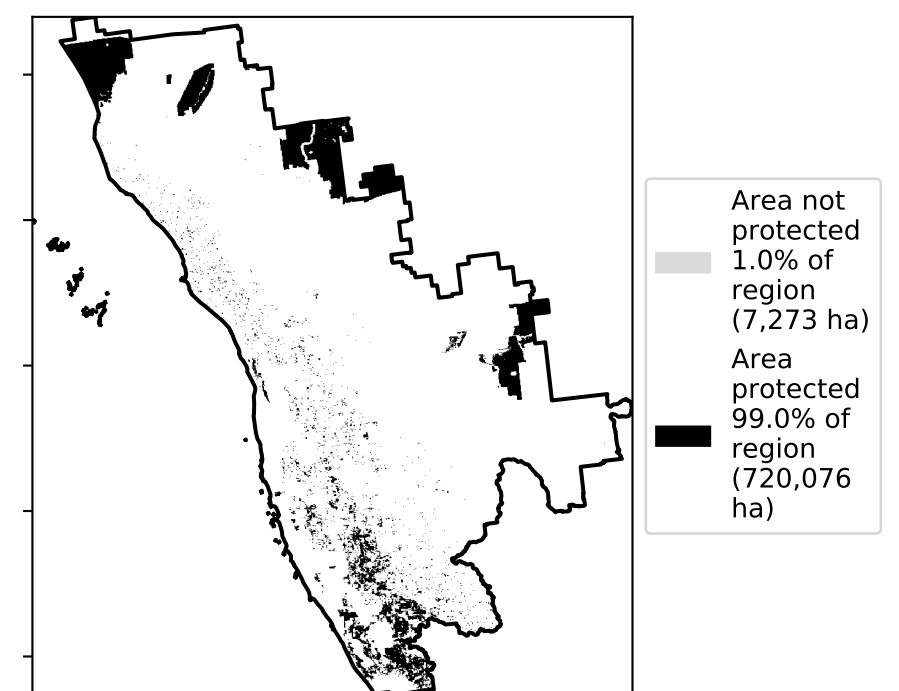 Area not
protected
1.0% of
region
(7,273 ha)
Area
protected
99.0% of
region
(720,076
ha)